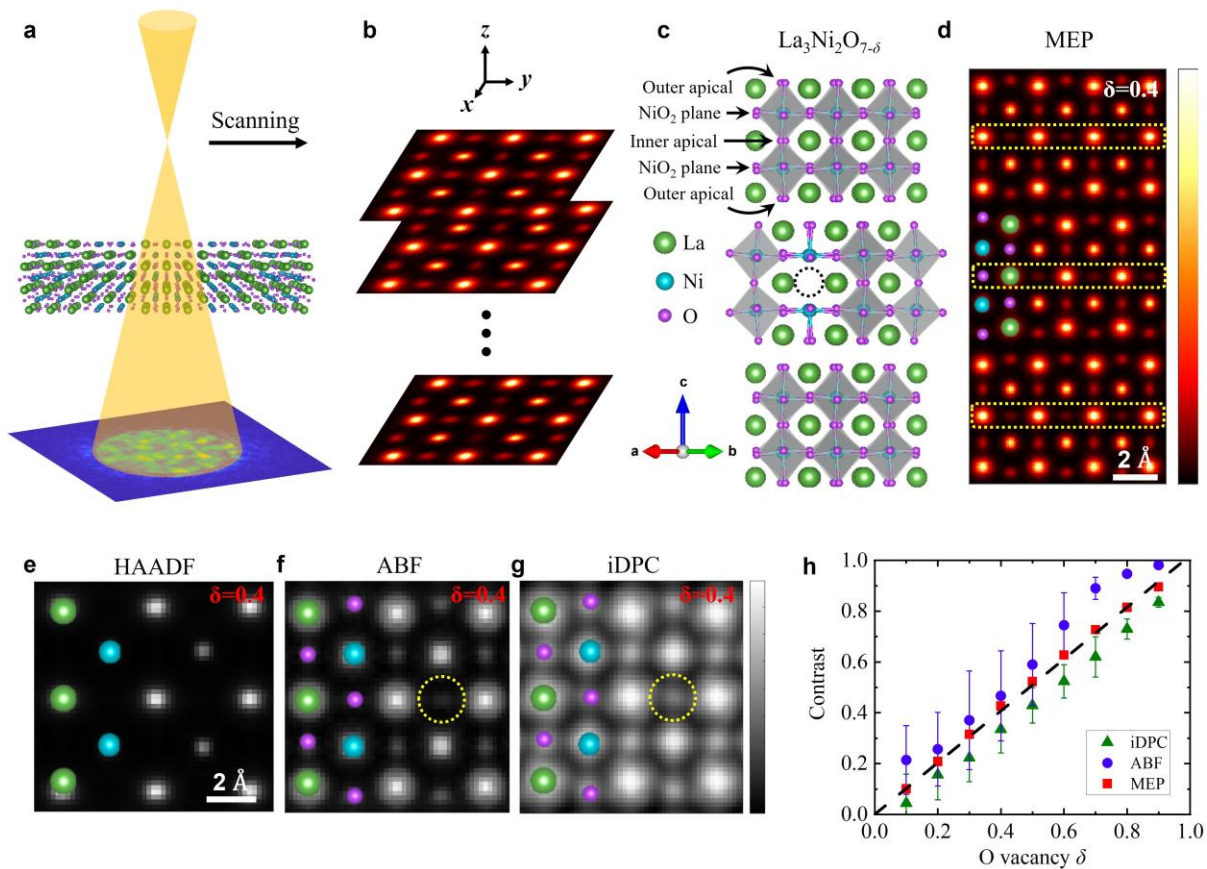 a
Scanning
b
z
y
x
c
La₃Ni₂O₇₋δ
Outer apical
NiO₂ plane
Inner apical
NiO₂ plane
Outer apical
La
Ni
O
c
a
b
d
MEP
δ=0.4
2 Å
e
HAADF
δ=0.4
2 Å
f
ABF
δ=0.4
g
iDPC
δ=0.4
h
Contrast
1.0
0.8
0.6
0.4
0.2
0.0
iDPC
ABF
MEP
0.0 0.2 0.4 0.6 0.8 1.0
O vacancy δ